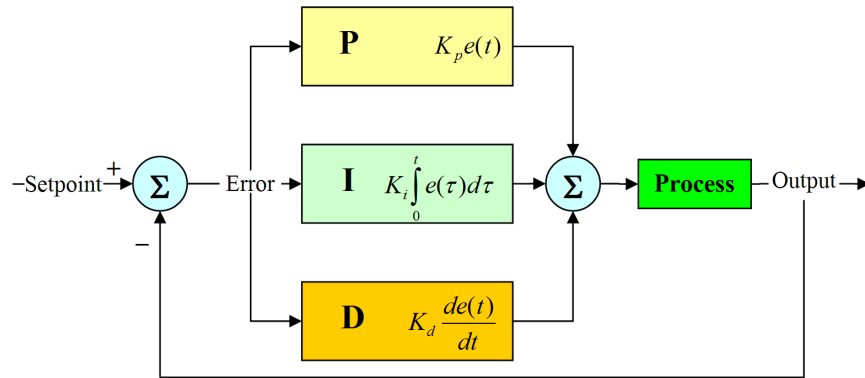 P K_p e(t)
+
–Setpoint
Σ
Error
I K_i ∫_0^t e(τ)dτ
Σ
Process
Output
−
D K_d de(t)/dt